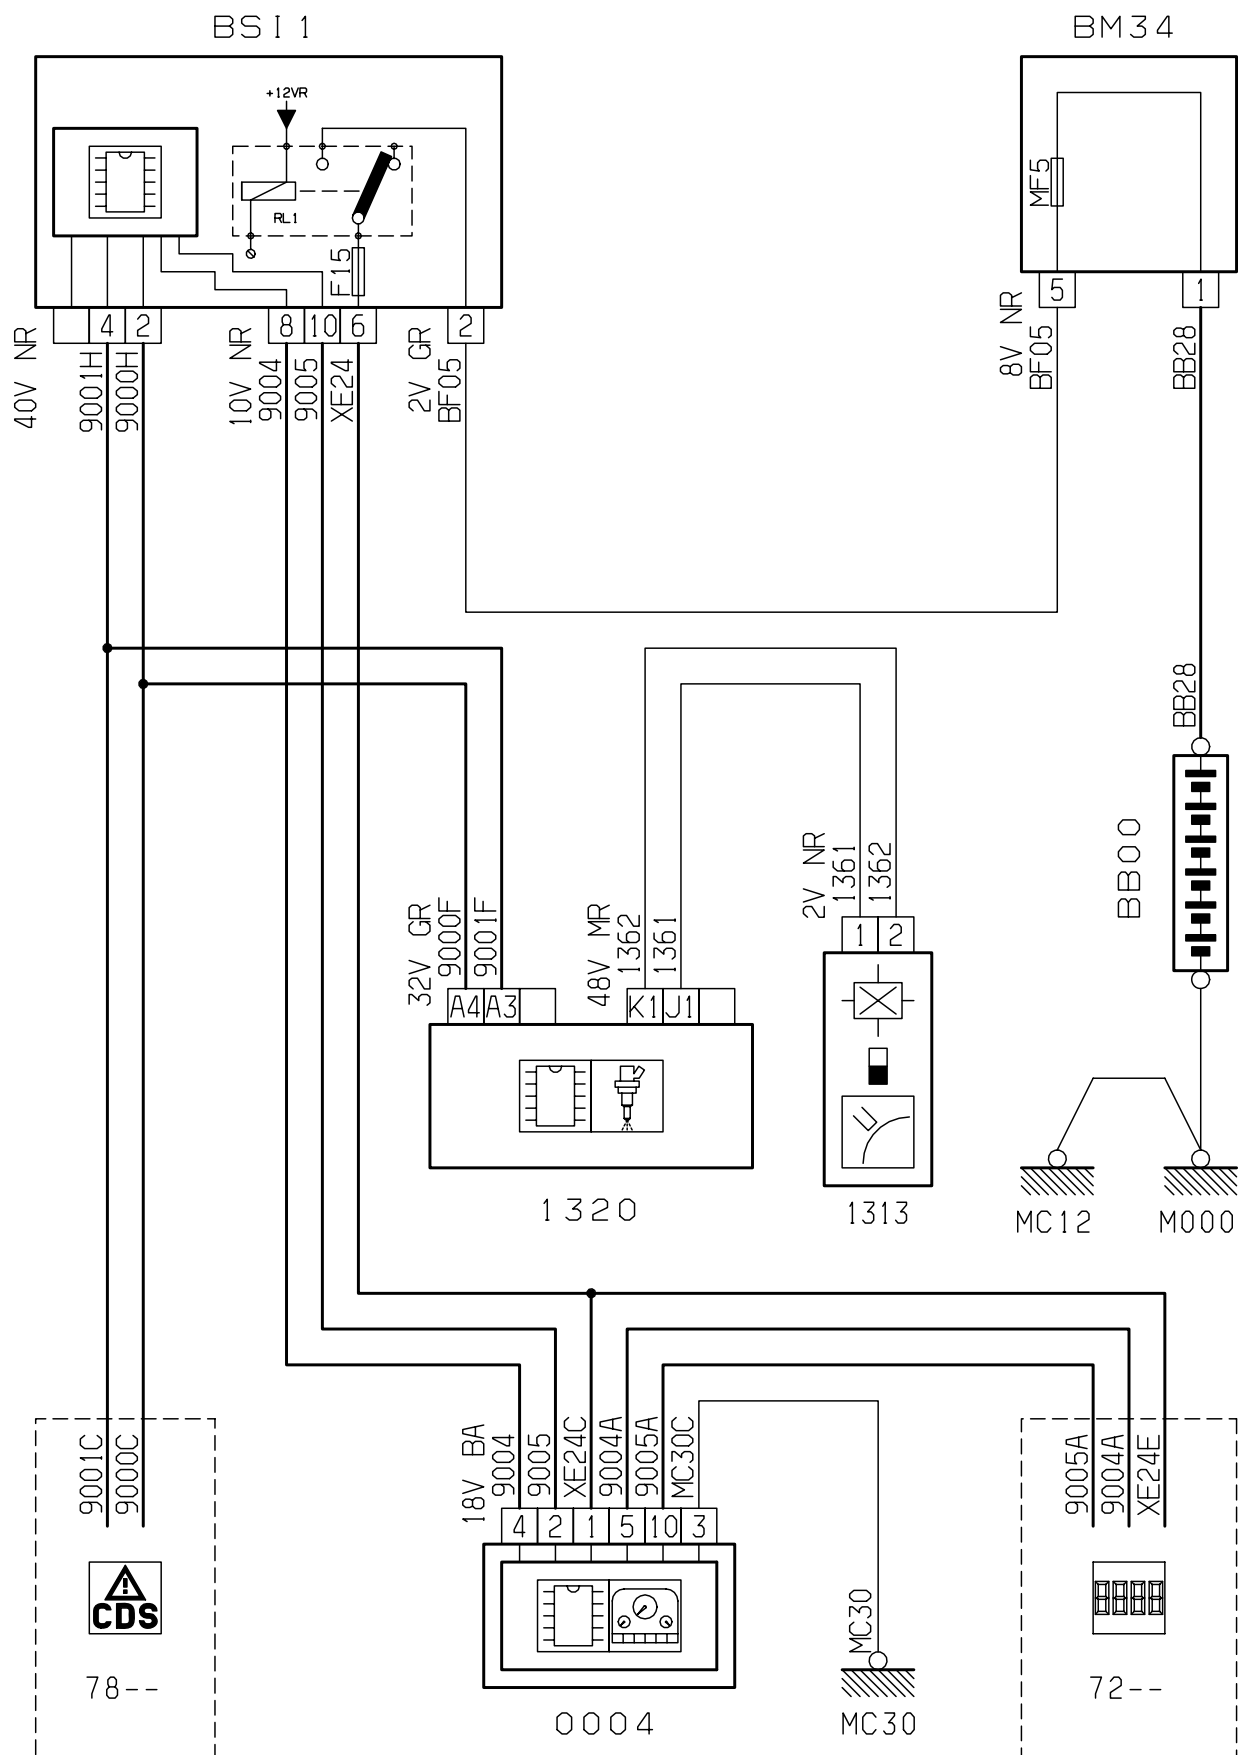 BSI1
BM34
+12VR
RL1
F15
MF5
4
2
8
10
6
2
5
1
40V NR
9001H
9000H
10V NR
9004
9005
XE24
2V GR
BF05
8V NR
BF05
BB28
BB28
BB00
2V NR
1361
1362
32V GR
9000F
9001F
48V MR
1362
1361
1
2
A4
A3
K1
J1
1320
1313
MC12
M000
9001C
9000C
18V BA
9004
9005
XE24C
9004A
9005A
MC30C
9005A
9004A
XE24E
4
2
1
5
10
3
CDS
MC30
78--
72--
0004
MC30